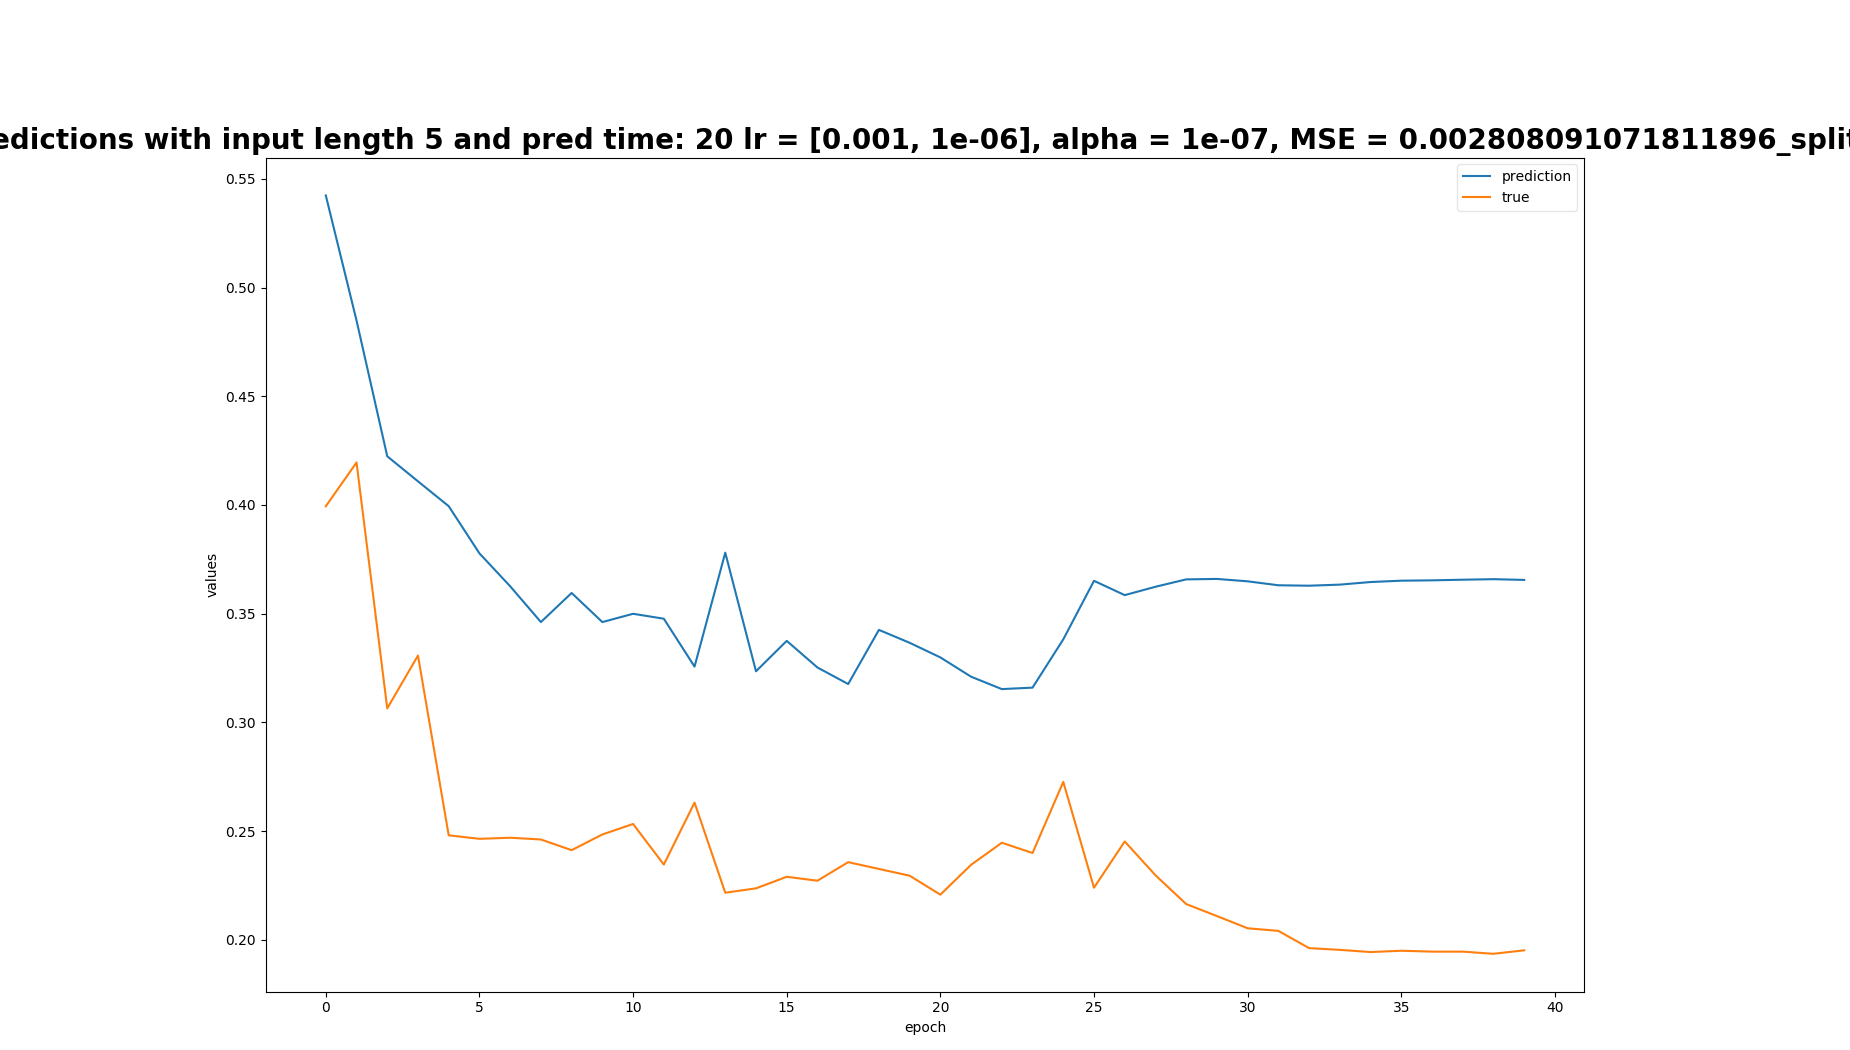 edictions with input length 5 and pred time: 20 lr = [0.001, 1e-06], alpha = 1e-07, MSE = 0.002808091071811896_split
prediction
true
0.55
0.50
0.45
0.40
0.35
0.30
0.25
0.20
values
0 5 10 15 20 25 30 35 40
epoch